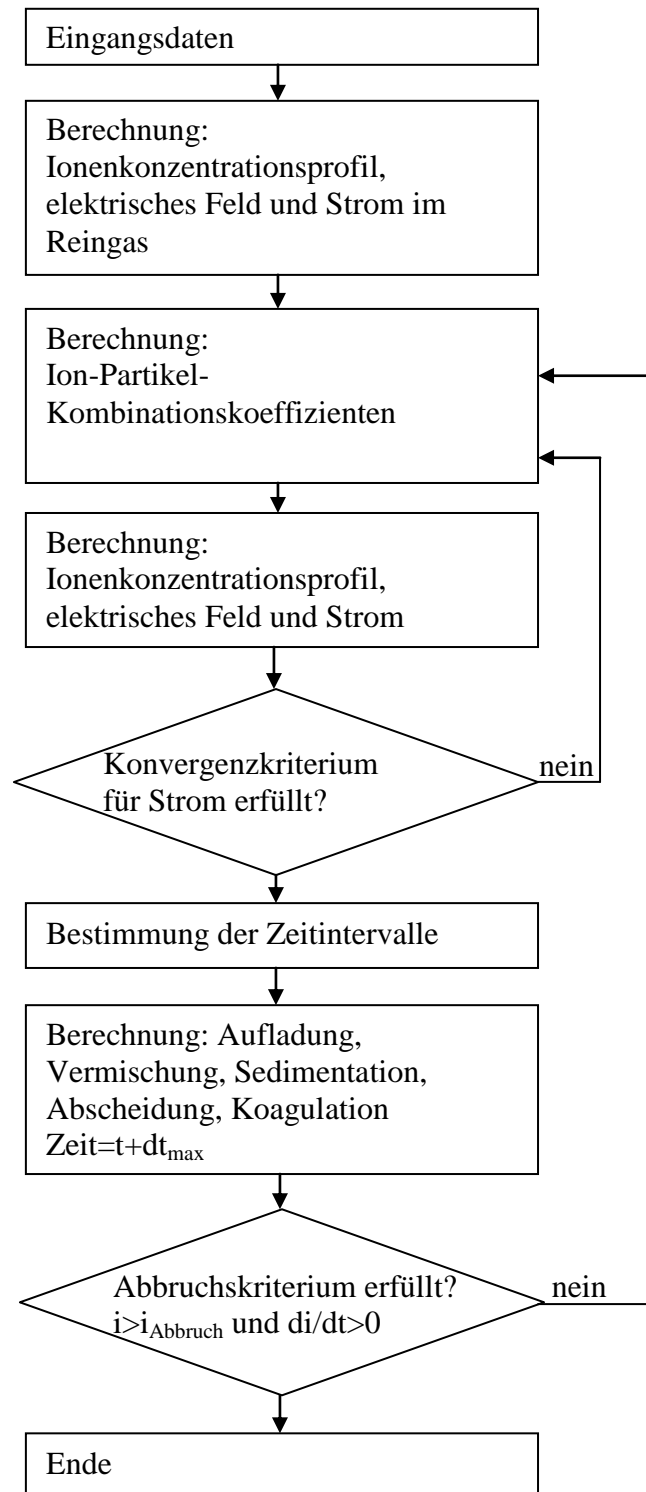 Eingangsdaten
Berechnung:
Ionenkonzentrationsprofil,
elektrisches Feld und Strom im
Reingas
Berechnung:
Ion-Partikel-
Kombinationskoeffizienten
Berechnung:
Ionenkonzentrationsprofil,
elektrisches Feld und Strom
Konvergenzkriterium
für Strom erfüllt?
nein
Bestimmung der Zeitintervalle
Berechnung: Aufladung,
Vermischung, Sedimentation,
Abscheidung, Koagulation
Zeit=t+dtmax
Abbruchskriterium erfüllt?
i>iAbbruch und di/dt>0
nein
Ende